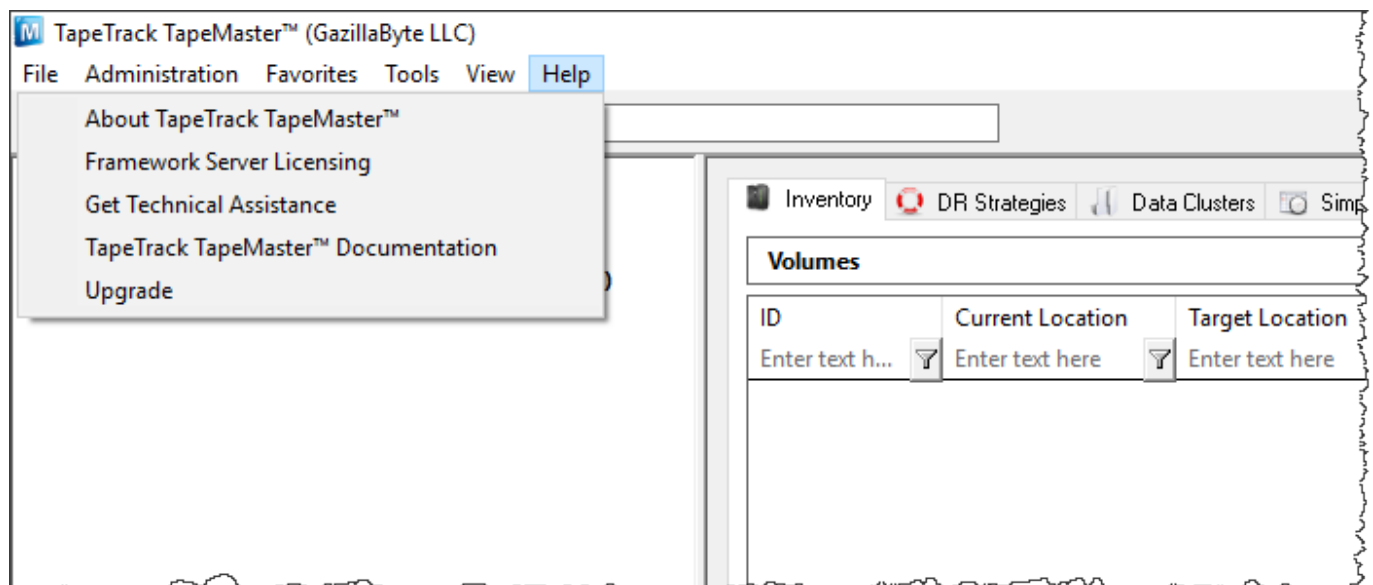 TapeTrack TapeMaster™ (GazillaByte LLC)
File Administration Favorites Tools View Help
About TapeTrack TapeMaster™
Framework Server Licensing
Get Technical Assistance
TapeTrack TapeMaster™ Documentation
Upgrade
Inventory DR Strategies Data Clusters
Volumes
ID Current Location Target Location
Enter text h... Enter text here Enter text here